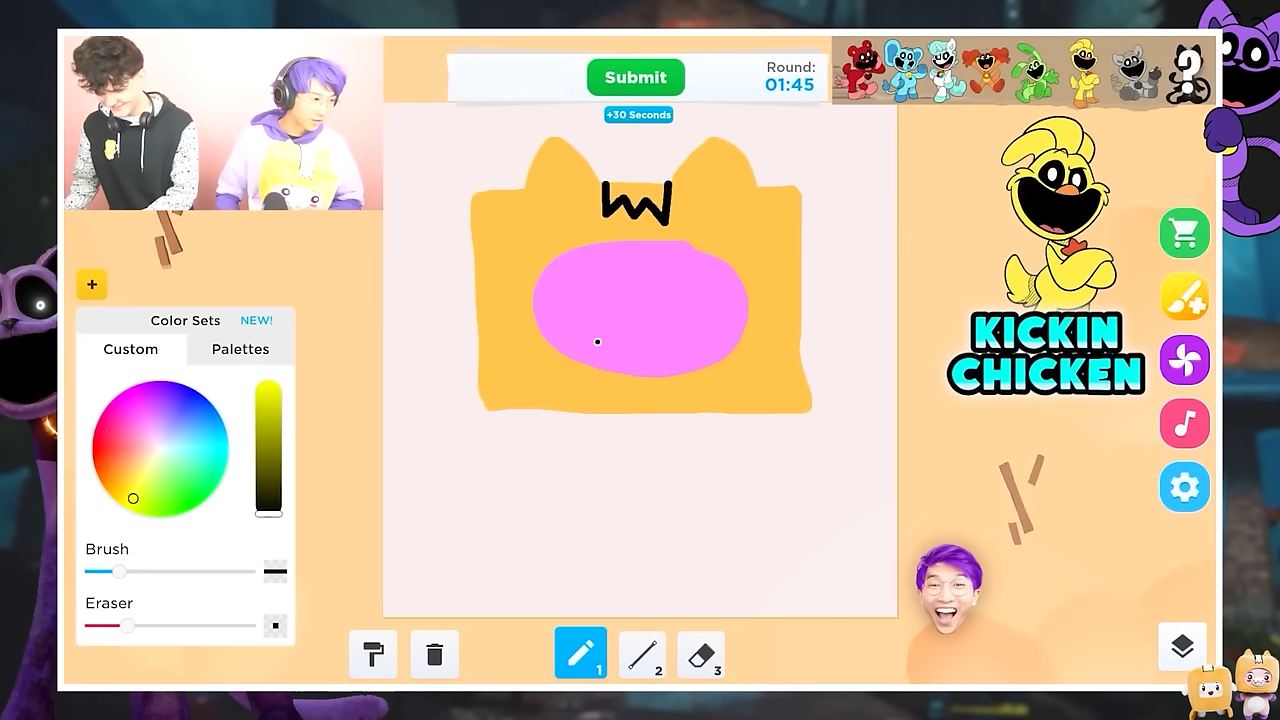 Submit
Round:
01:45
+30 Seconds
?
+
Color Sets NEW!
Custom Palettes
KICKIN
CHICKEN
Brush
Eraser
1
2
3